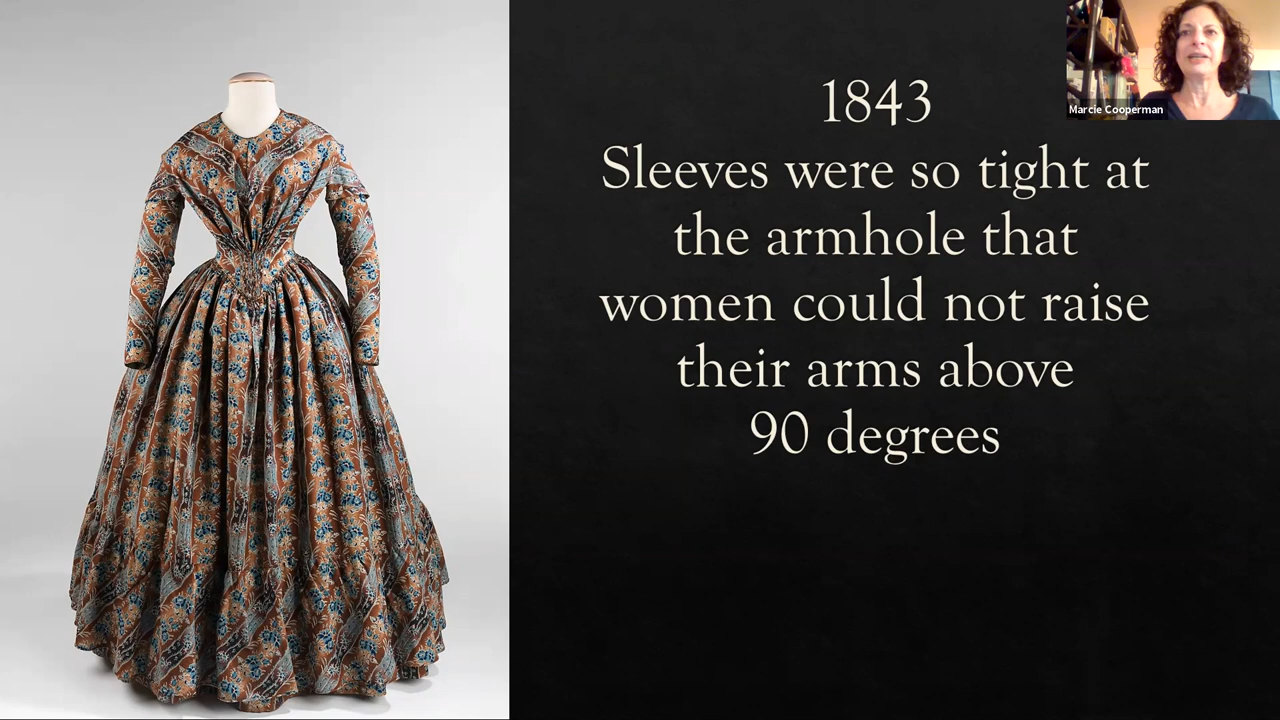 1843
Sleeves were so tight at
the armhole that
women could not raise
their arms above
90 degrees
Marcie Cooperman